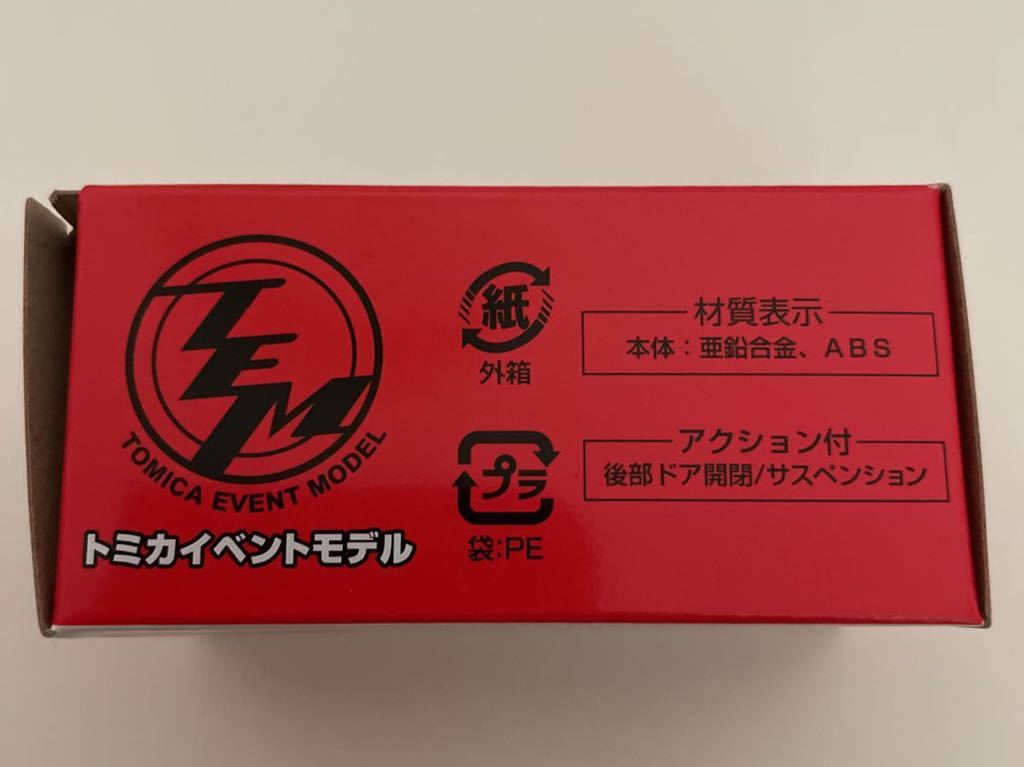 TEM
TOMICA EVENT MODEL
トミカイベントモデル
紙
外箱
プラ
袋:PE
材質表示
本体:亜鉛合金、ABS
アクション付
後部ドア開閉/サスペンション